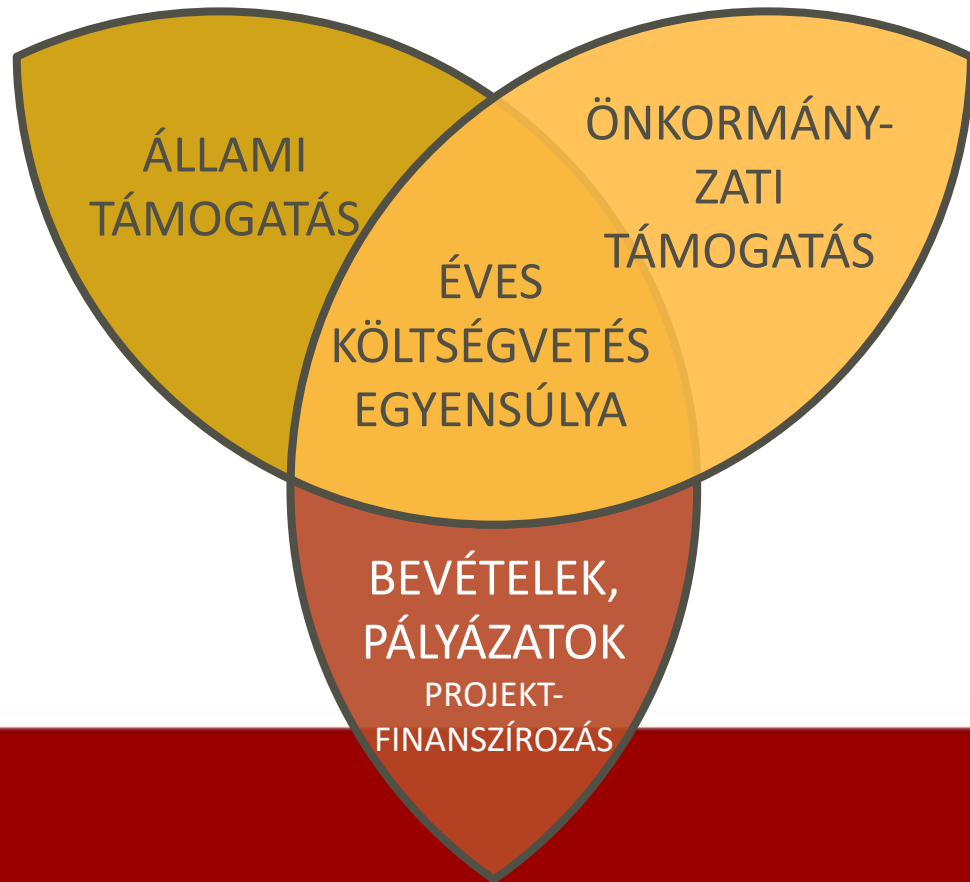 ÁLLAMI
TÁMOGATÁS
ÖNKORMÁNY-
ZATI
TÁMOGATÁS
ÉVES
KÖLTSÉGVETÉS
EGYENSÚLYA
BEVÉTELEK,
PÁLYÁZATOK
PROJEKT-
FINANSZÍROZÁS